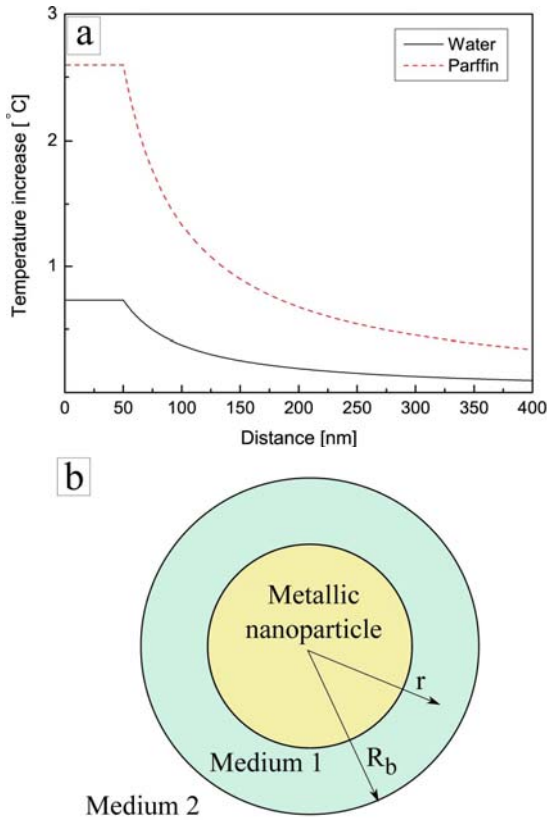 a
3
2
1
Temperature increase [°C]
Water
Parffin
0 50 100 150 200 250 300 350 400
Distance [nm]
b
Metallic
nanoparticle
r
Medium 1
R_b
Medium 2